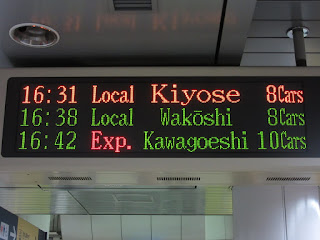 16:31 Local Kiyose 8Cars
16:38 Local Wakōshi 8Cars
16:42 Exp. Kawagoeshi 10Cars